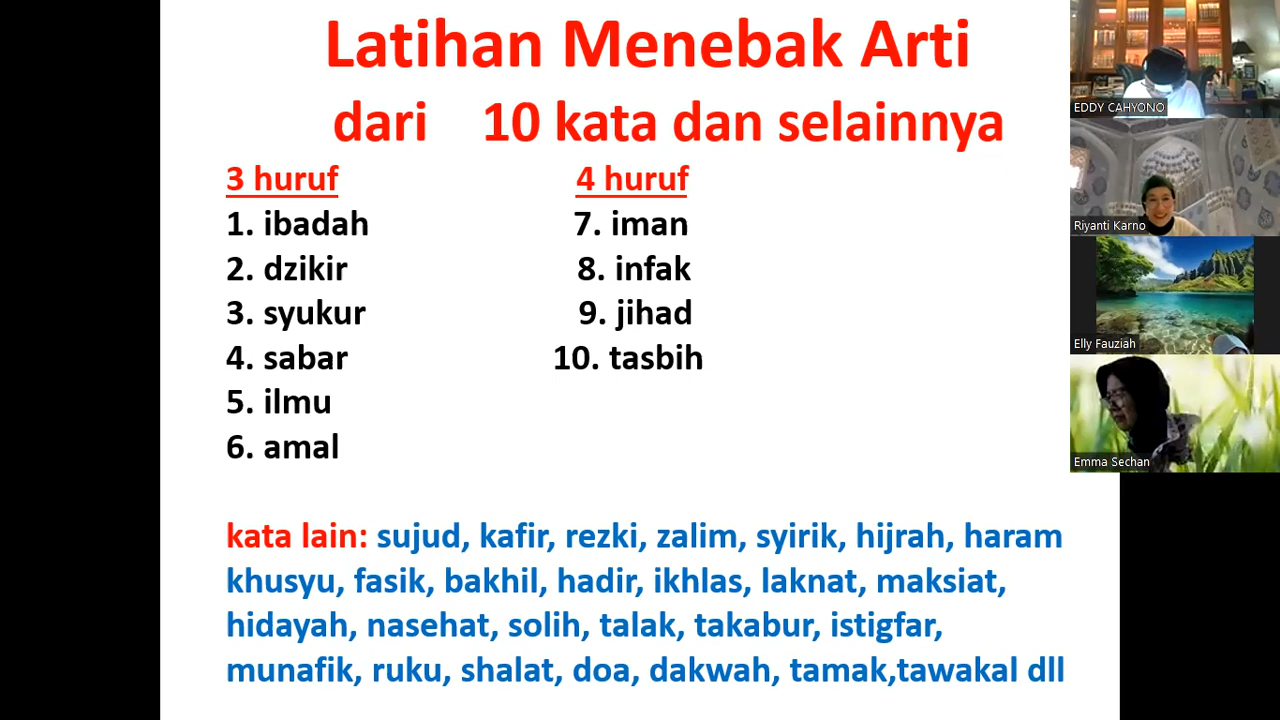 Latihan Menebak Arti
dari 10 kata dan selainnya
3 huruf
1. ibadah
2. dzikir
3. syukur
4. sabar
5. ilmu
6. amal
4 huruf
7. iman
8. infak
9. jihad
10. tasbih
kata lain: sujud, kafir, rezki, zalim, syirik, hijrah, haram
khusyu, fasik, bakhil, hadir, ikhlas, laknat, maksiat,
hidayah, nasehat, solih, talak, takabur, istigfar,
munafik, ruku, shalat, doa, dakwah, tamak,tawakal dll
EDDY CAHYONO
Riyanti Karno
Elly Fauziah
Emma Sechan